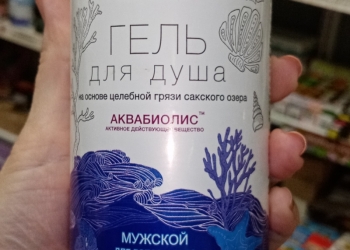 ГЕЛЬ
для душа
на основе целебной грязи сакского озера
АКВАБИОЛИС™
АКТИВНОЕ ДЕЙСТВУЮЩЕЕ ВЕЩЕСТВО
МУЖСКОЙ